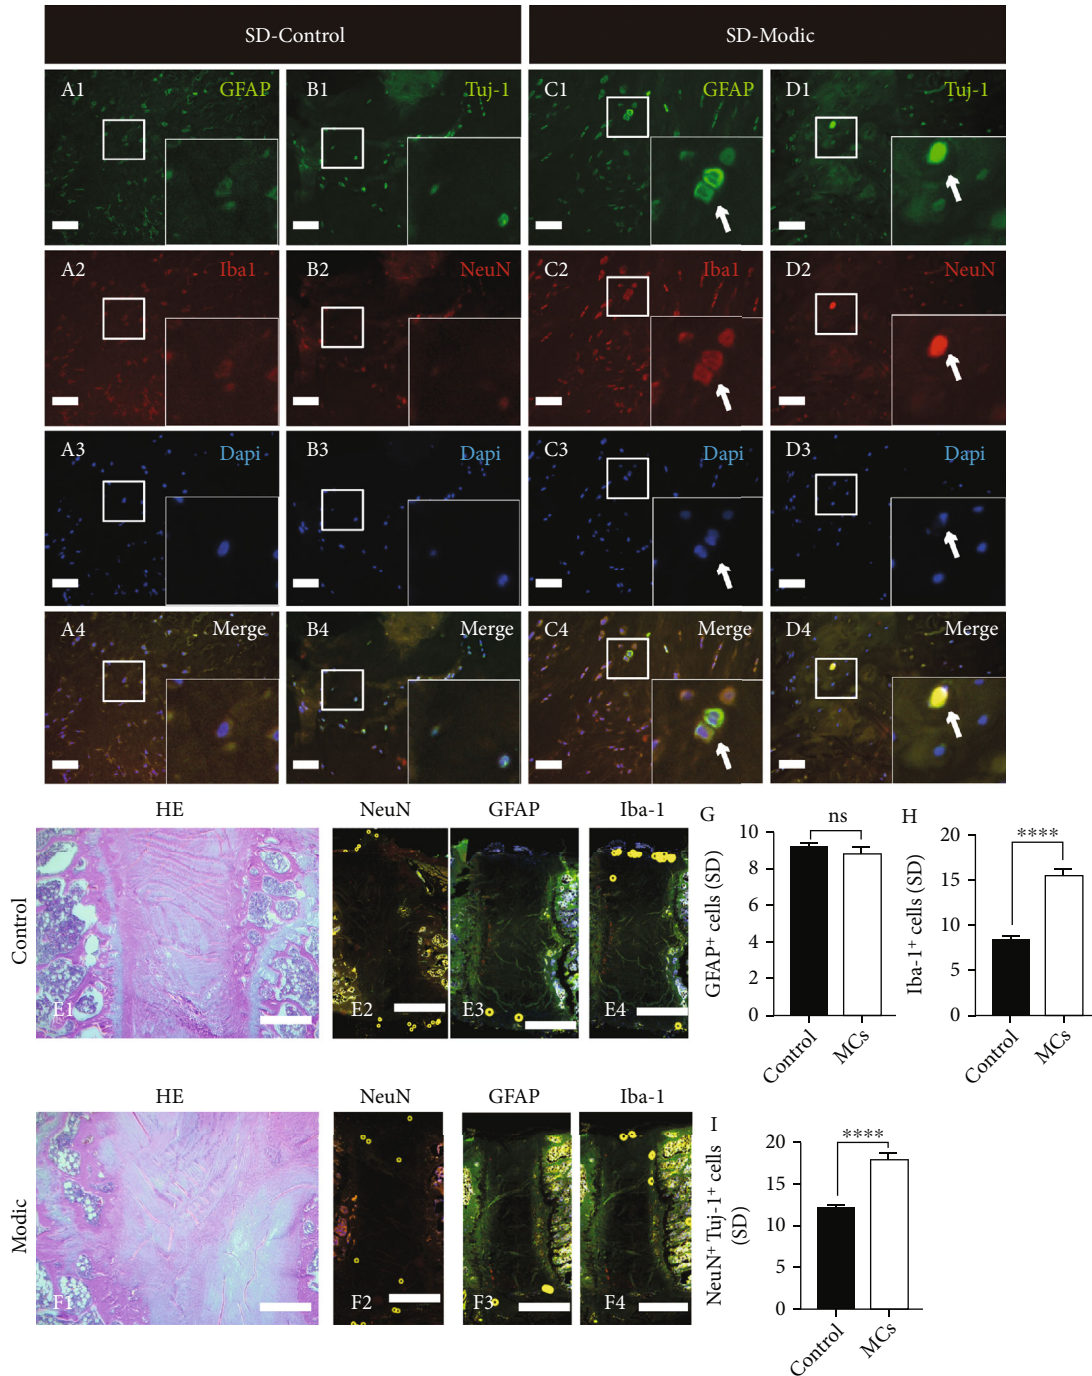 SD-Control SD-Modic
A1 GFAP B1 Tuj-1 C1 GFAP D1 Tuj-1
A2 Iba1 B2 NeuN C2 Iba1 D2 NeuN
A3 Dapi B3 Dapi C3 Dapi D3 Dapi
A4 Merge B4 Merge C4 Merge D4 Merge
HE NeuN GFAP Iba-1
Control
E1 E2 E3 E4
G
ns
GFAP+ cells (SD)
10
8
6
4
2
0
Control MCs
H
****
Iba-1+ cells (SD)
20
15
10
5
0
Control MCs
HE NeuN GFAP Iba-1
Modic
F1 F2 F3 F4
I
****
NeuN+ Tuj-1+ cells
(SD)
20
15
10
5
0
Control MCs